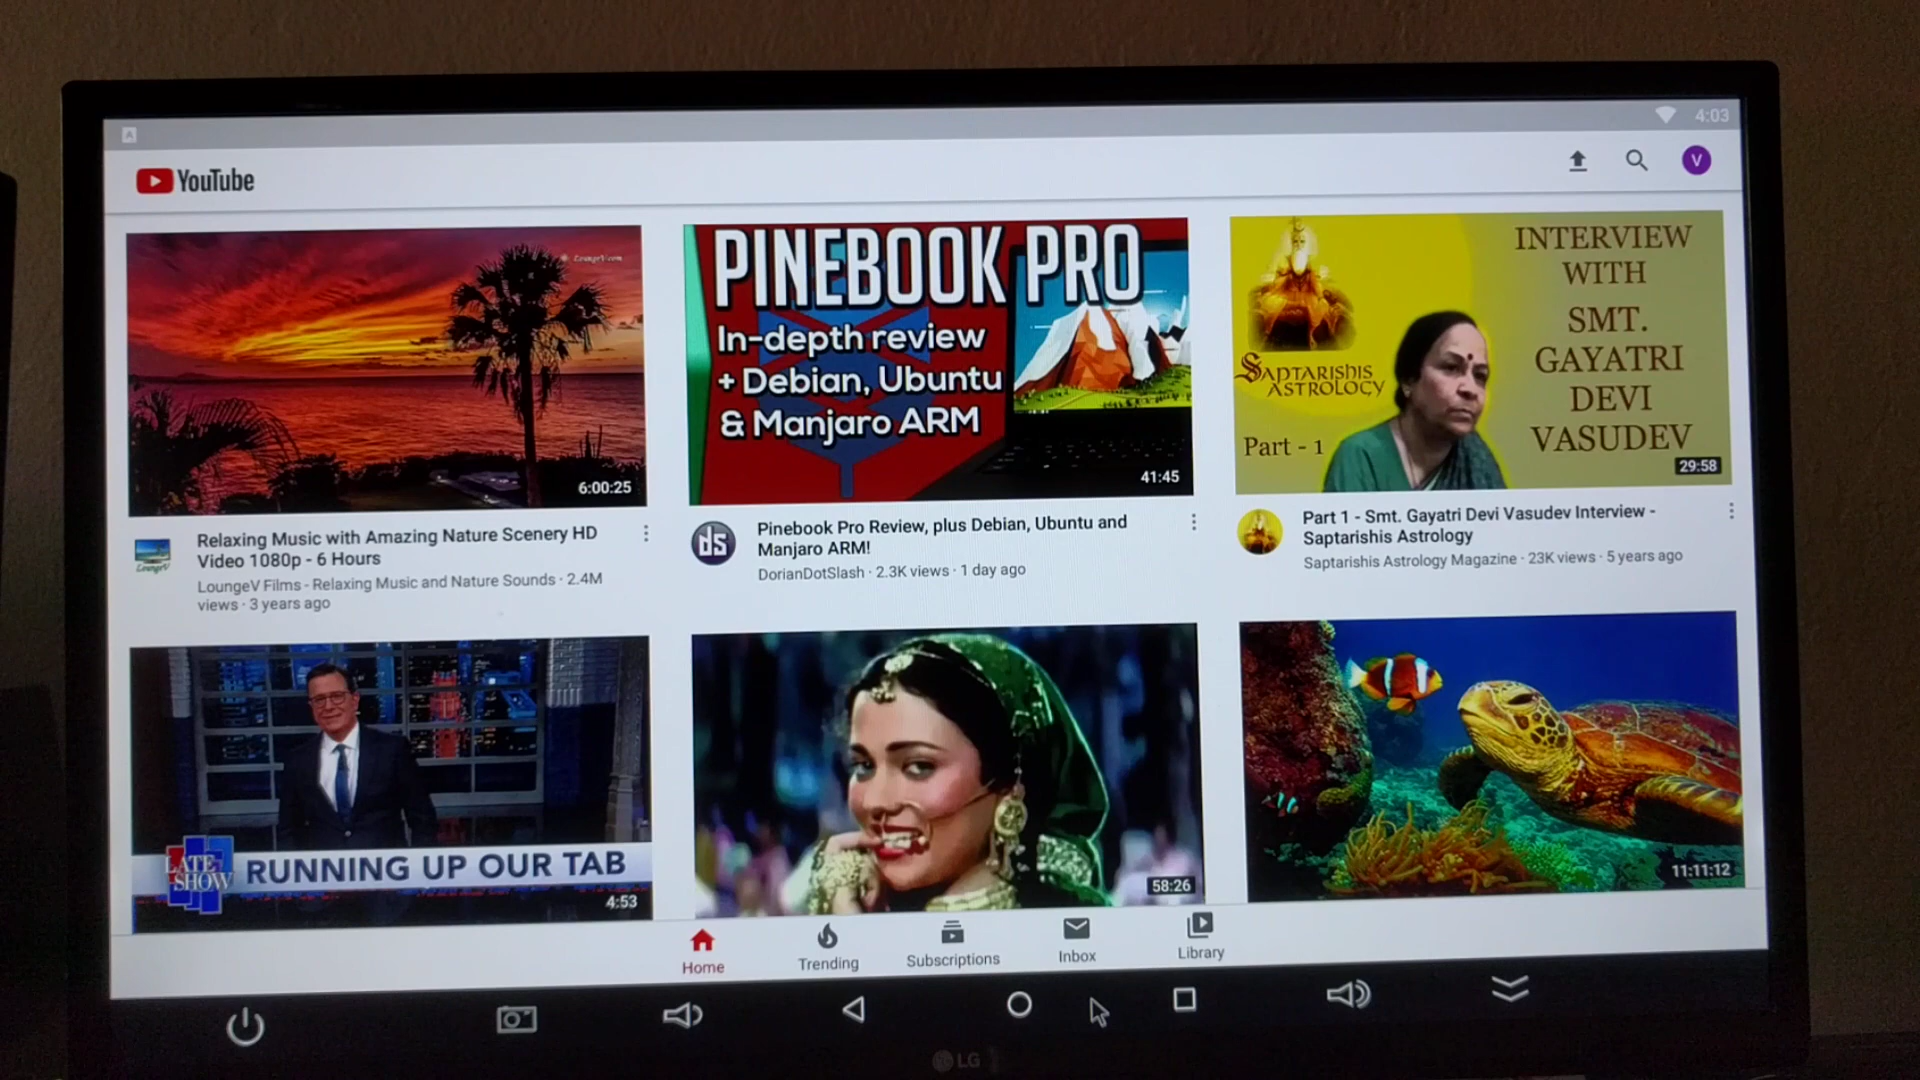 4:03
YouTube
V
LoungeV.com
6:00:25
PINEBOOK PRO
In-depth review
+ Debian, Ubuntu
& Manjaro ARM
41:45
INTERVIEW
WITH
SMT.
GAYATRI
DEVI
VASUDEV
SAPTARISHIS
ASTROLOGY
Part - 1
29:58
LoungeV
Relaxing Music with Amazing Nature Scenery HD
Video 1080p - 6 Hours
LoungeV Films - Relaxing Music and Nature Sounds · 2.4M
views · 3 years ago
ds
Pinebook Pro Review, plus Debian, Ubuntu and
Manjaro ARM!
DorianDotSlash · 2.3K views · 1 day ago
Part 1 - Smt. Gayatri Devi Vasudev Interview -
Saptarishis Astrology
Saptarishis Astrology Magazine · 23K views · 5 years ago
LATE
SHOW
RUNNING UP OUR TAB
4:53
58:26
11:11:12
Home
Trending
Subscriptions
Inbox
Library
LG